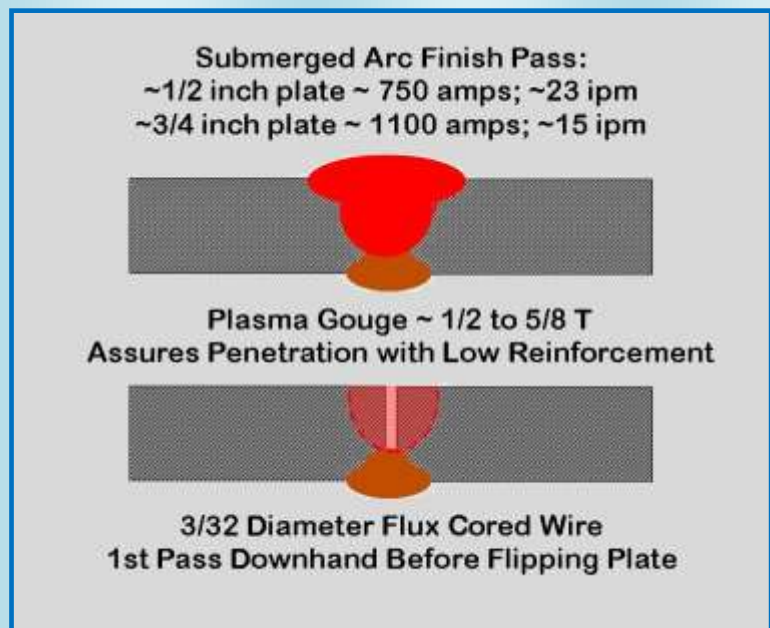 Submerged Arc Finish Pass:
~1/2 inch plate ~ 750 amps; ~23 ipm
~3/4 inch plate ~ 1100 amps; ~15 ipm
Plasma Gouge ~ 1/2 to 5/8 T
Assures Penetration with Low Reinforcement
3/32 Diameter Flux Cored Wire
1st Pass Downhand Before Flipping Plate